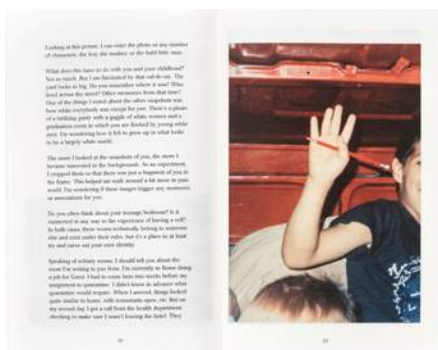 Looking at this picture, I can enter the photo as any number
of characters, the boy, the mother, or the bald little man.
What does this have to do with you and your childhood?
Not so much. But I am fascinated by that cul-de-sac. The
yard looks so big. Do you remember where it was? Who
lived across the street? Other memories from that time?
One of the things I noted about the other snapshots was
how white everybody was except for you. There's a photo
of a birthday party with a gaggle of white women and a
graduation event in which you are flocked by young white
men. I'm wondering how it felt to grow up in what looks
to be a largely white world.
The more I looked at the snapshots of you, the more I
became interested in the backgrounds. As an experiment,
I cropped them so that there was just a fragment of you in
the frame. This helped me walk around a bit more in your
world. I'm wondering if these images trigger any memories
or associations for you.
Do you often think about your teenage bedroom? Is it
connected in any way to the experience of having a cell?
In both cases, these rooms technically belong to someone
else and exist under their rules, but it's a place to at least
try and carve out your own identity.
Speaking of solitary rooms, I should tell you about the
room I'm writing to you from. I'm currently in Rome doing
a job for Gucci. I had to come here two weeks before my
assignment to quarantine. I didn't know in advance what
quarantine would require. When I arrived, things looked
quite similar to home, with restaurants open, etc. But on
my second day, I got a call from the health department
checking to make sure I wasn't leaving the hotel. They